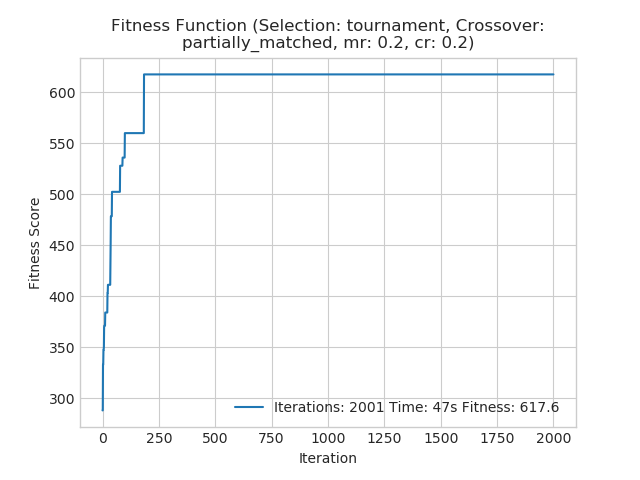 Fitness Function (Selection: tournament, Crossover:
partially_matched, mr: 0.2, cr: 0.2)
600
550
500
450
400
350
300
Fitness Score
Iterations: 2001 Time: 47s Fitness: 617.6
0 250 500 750 1000 1250 1500 1750 2000
Iteration